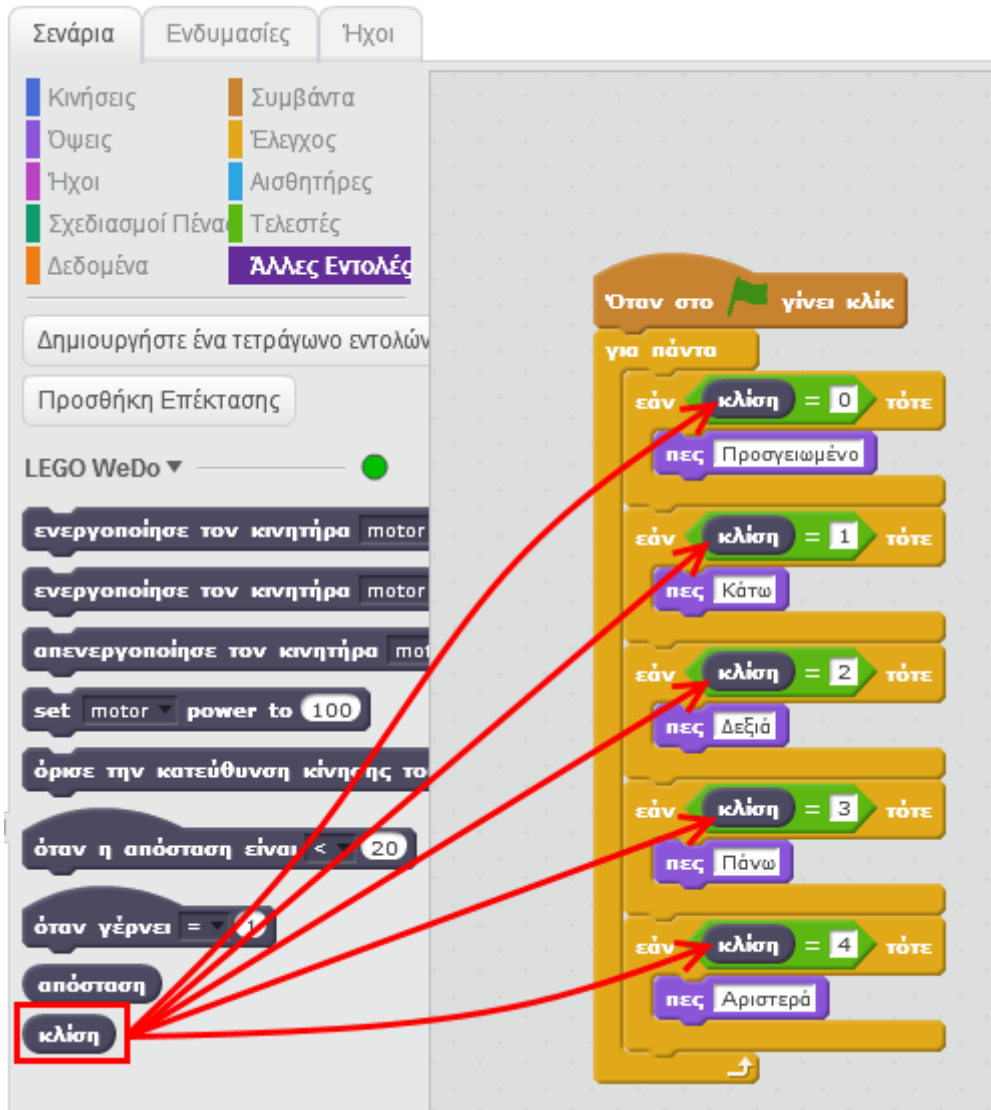 Σενάρια Ενδυμασίες Ήχοι
Κινήσεις Συμβάντα
Όψεις Έλεγχος
Ήχοι Αισθητήρες
Σχεδιασμοί Πένας Τελεστές
Δεδομένα Άλλες Εντολές
Δημιουργήστε ένα τετράγωνο εντολών
Προσθήκη Επέκτασης
LEGO WeDo
ενεργοποίησε τον κινητήρα motor
ενεργοποίησε τον κινητήρα motor
απενεργοποίησε τον κινητήρα mot
set motor power to 100
όρισε την κατεύθυνση κίνησης το
όταν η απόσταση είναι < 20
όταν γέρνει = 1
απόσταση
κλίση
Όταν στο γίνει κλίκ
για πάντα
εάν κλίση = 0 τότε
πες Προσγειωμένο
εάν κλίση = 1 τότε
πες Κάτω
εάν κλίση = 2 τότε
πες Δεξιά
εάν κλίση = 3 τότε
πες Πάνω
εάν κλίση = 4 τότε
πες Αριστερά